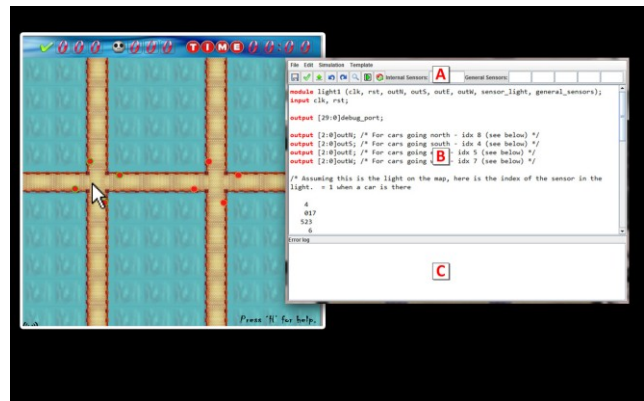 000 000 TIME 00:00
Press 'h' for help.
File Edit Simulation Template
A
Internal Sensors: General Sensors:
module light1 (clk, rst, outN, outS, outE, outW, sensor_light, general_sensors);
input clk, rst;
output [29:0]debug_port;
output [2:0]outN; /* For cars going north - idx 8 (see below) */
output [2:0]outS; /* For cars going south - idx 4 (see below) */
output [2:0]outE; /* For cars going - idx 5 (see below) */
output [2:0]outW; /* For cars going - idx 7 (see below) */
B
/* Assuming this is the light on the map, here is the index of the sensor in the
light. = 1 when a car is there
4
017
523
6
Error log
C